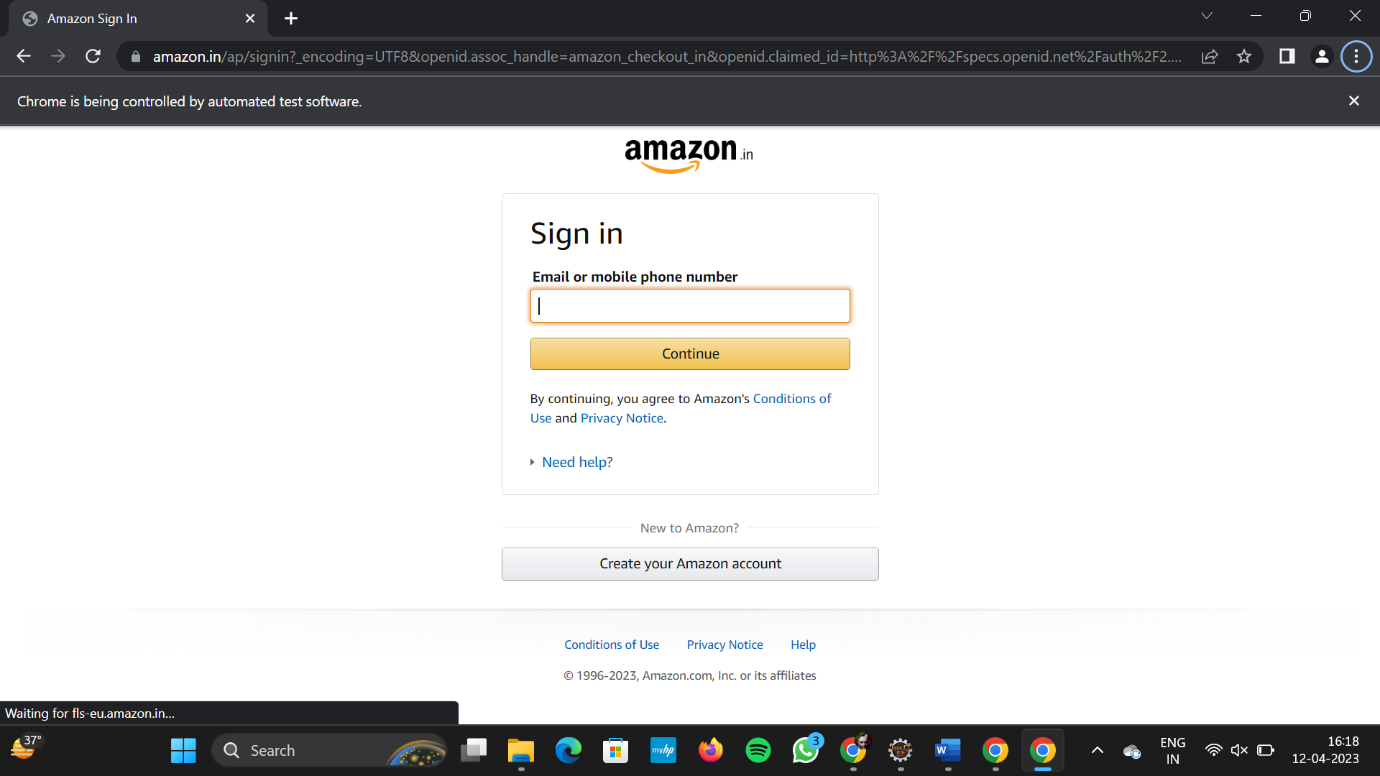 Amazon Sign In
amazon.in/ap/signin?_encoding=UTF8&openid.assoc_handle=amazon_checkout_in&openid.claimed_id=http%3A%2F%2Fspecs.openid.net%2Fauth%2F2....
Chrome is being controlled by automated test software.
amazon.in
Sign in
Email or mobile phone number
Continue
By continuing, you agree to Amazon's Conditions of
Use and Privacy Notice.
Need help?
New to Amazon?
Create your Amazon account
Conditions of Use Privacy Notice Help
© 1996-2023, Amazon.com, Inc. or its affiliates
Waiting for fls-eu.amazon.in...
37°
Search
myhp
3
W
ENG
IN
16:18
12-04-2023